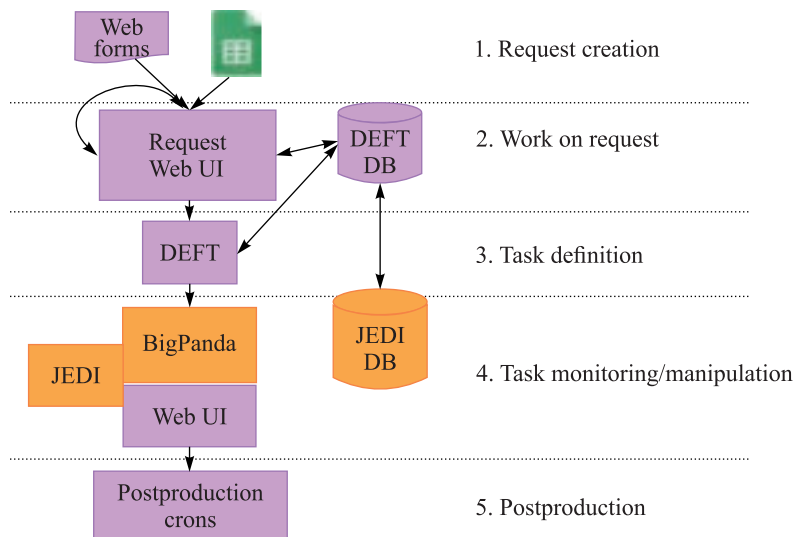 Web
forms
1. Request creation
Request
Web UI
DEFT
DB
2. Work on request
DEFT
3. Task definition
BigPanda
JEDI
Web UI
JEDI
DB
4. Task monitoring/manipulation
Postproduction
crons
5. Postproduction